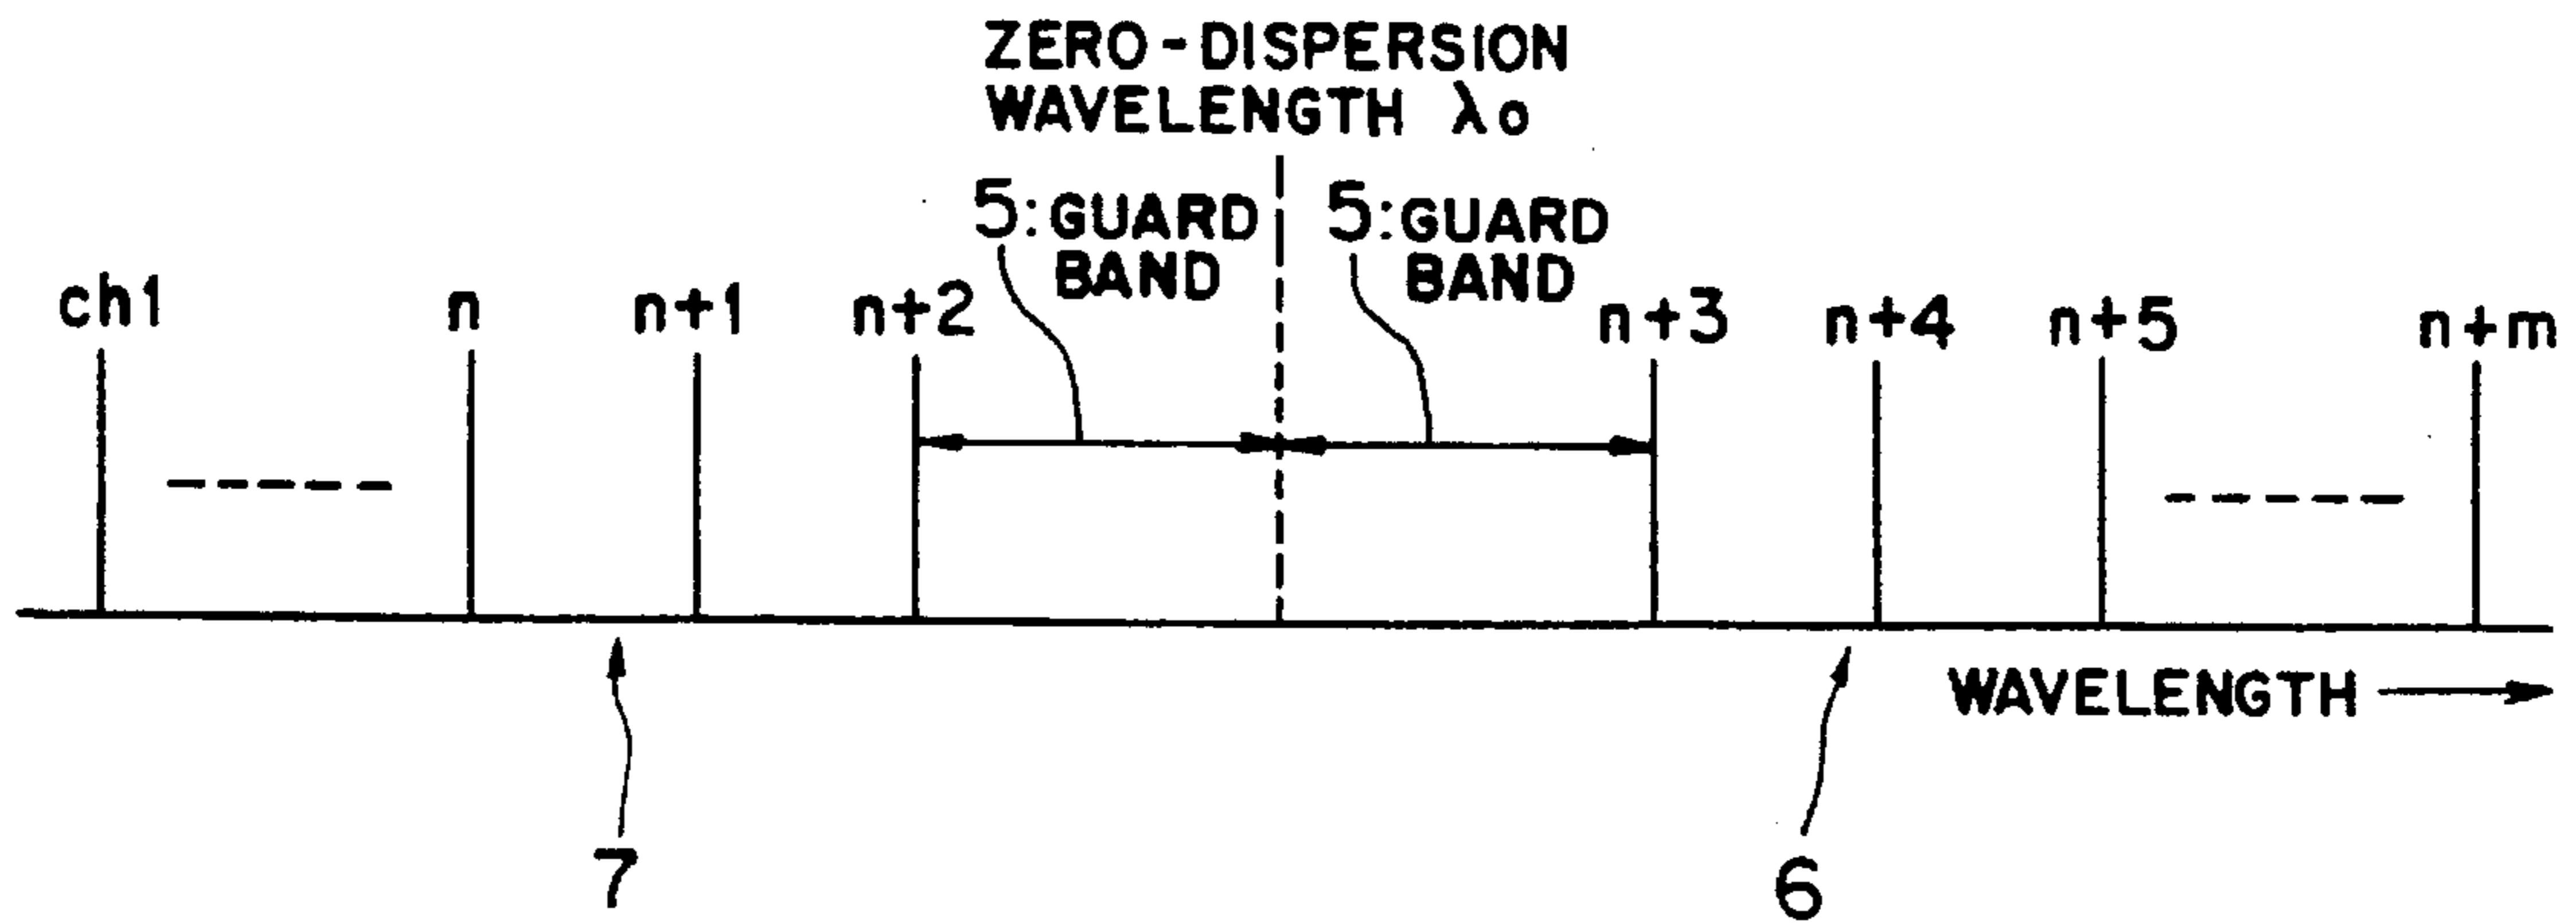 ZERO-DISPERSION
WAVELENGTH λo
5:GUARD
BAND
5:GUARD
BAND
ch1
n
n+1
n+2
n+3
n+4
n+5
n+m
WAVELENGTH
7
6